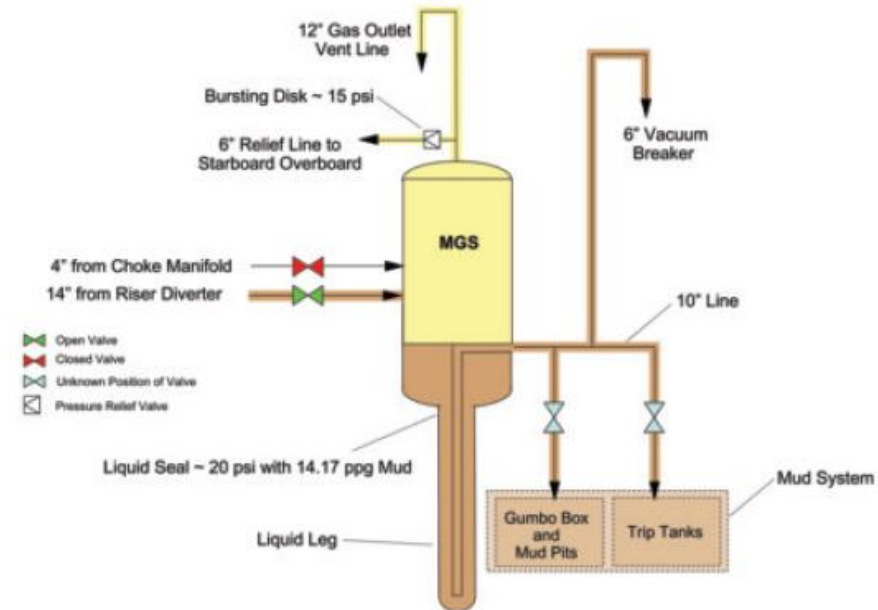 12" Gas Outlet
Vent Line
Bursting Disk ~ 15 psi
6" Relief Line to
Starboard Overboard
6" Vacuum
Breaker
MGS
4" from Choke Manifold
14" from Riser Diverter
10" Line
Open Valve
Closed Valve
Unknown Position of Valve
Pressure Relief Valve
Liquid Seal ~ 20 psi with 14.17 ppg Mud
Mud System
Liquid Leg
Gumbo Box
and
Mud Pits
Trip Tanks